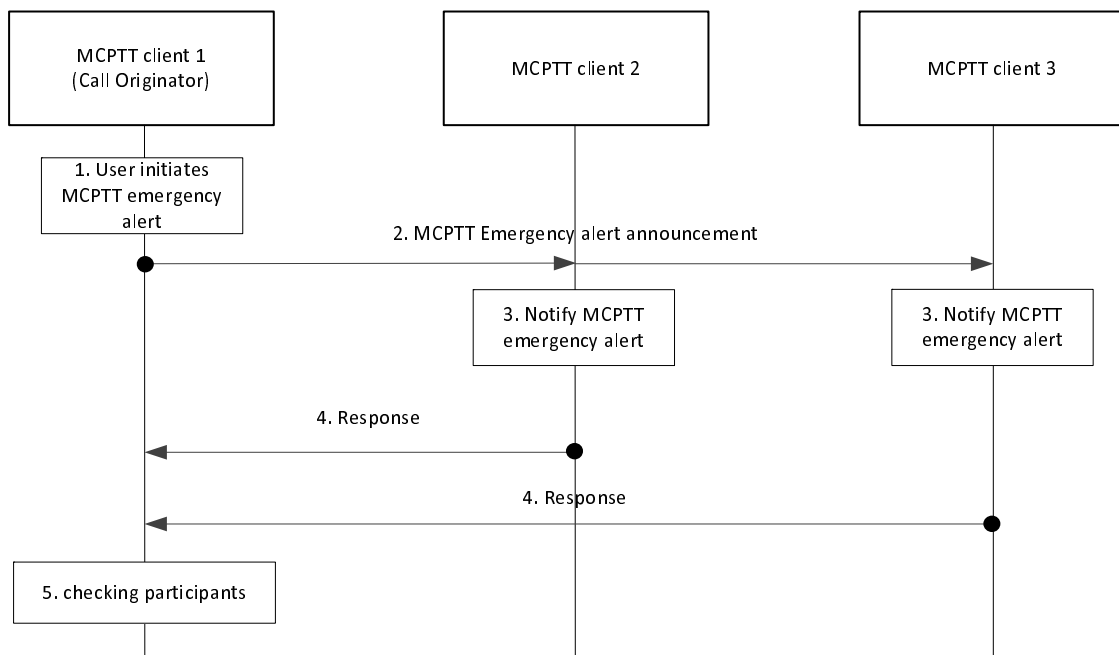 MCPTT client 1
(Call Originator)
MCPTT client 2
MCPTT client 3
1. User initiates
MCPTT emergency
alert
2. MCPTT Emergency alert announcement
3. Notify MCPTT
emergency alert
3. Notify MCPTT
emergency alert
4. Response
4. Response
5. checking participants